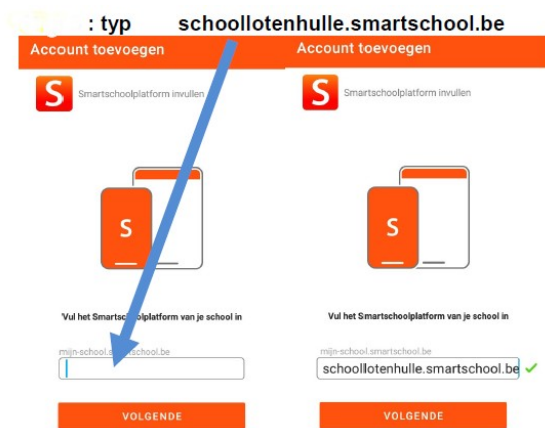 : typ schoollotenhulle.smartschool.be
Account toevoegen
S
Smartschoolplatform invullen
S
'Vul het Smartschoolplatform van je school in
mijn-school.smartschool.be
VOLGENDE
Account toevoegen
S
Smartschoolplatform invullen
S
Vul het Smartschoolplatform van je school in
mijn-school.smartschool.be
schoollotenhulle.smartschool.be
VOLGENDE